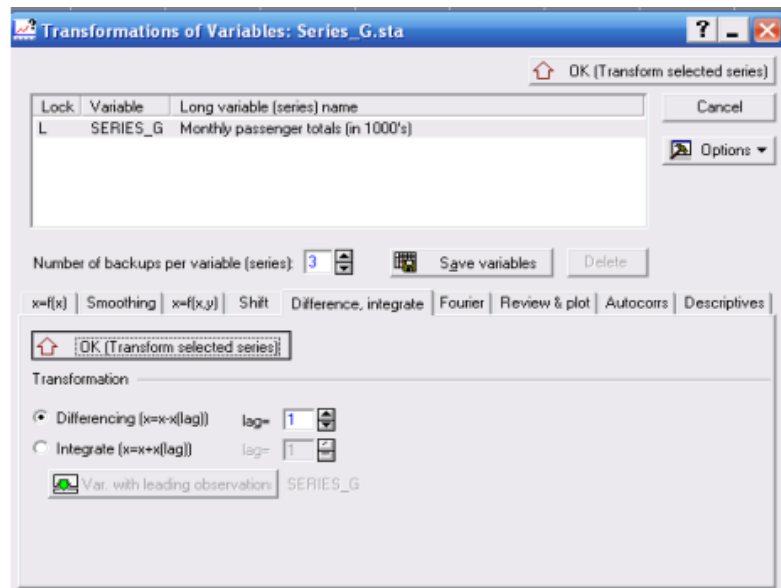 Transformations of Variables: Series_G.sta
OK (Transform selected series)
Lock Variable Long variable (series) name
L SERIES_G Monthly passenger totals (in 1000's)
Cancel
Options
Number of backups per variable (series): 3 Save variables Delete
x=f(x) Smoothing x=f(x,y) Shift Difference, integrate Fourier Review & plot Autocorrs Descriptives
OK (Transform selected series)
Transformation
Differencing (x=x-x(lag)) lag= 1
Integrate (x=x+x(lag)) lag= 1
Var. with leading observation: SERIES_G